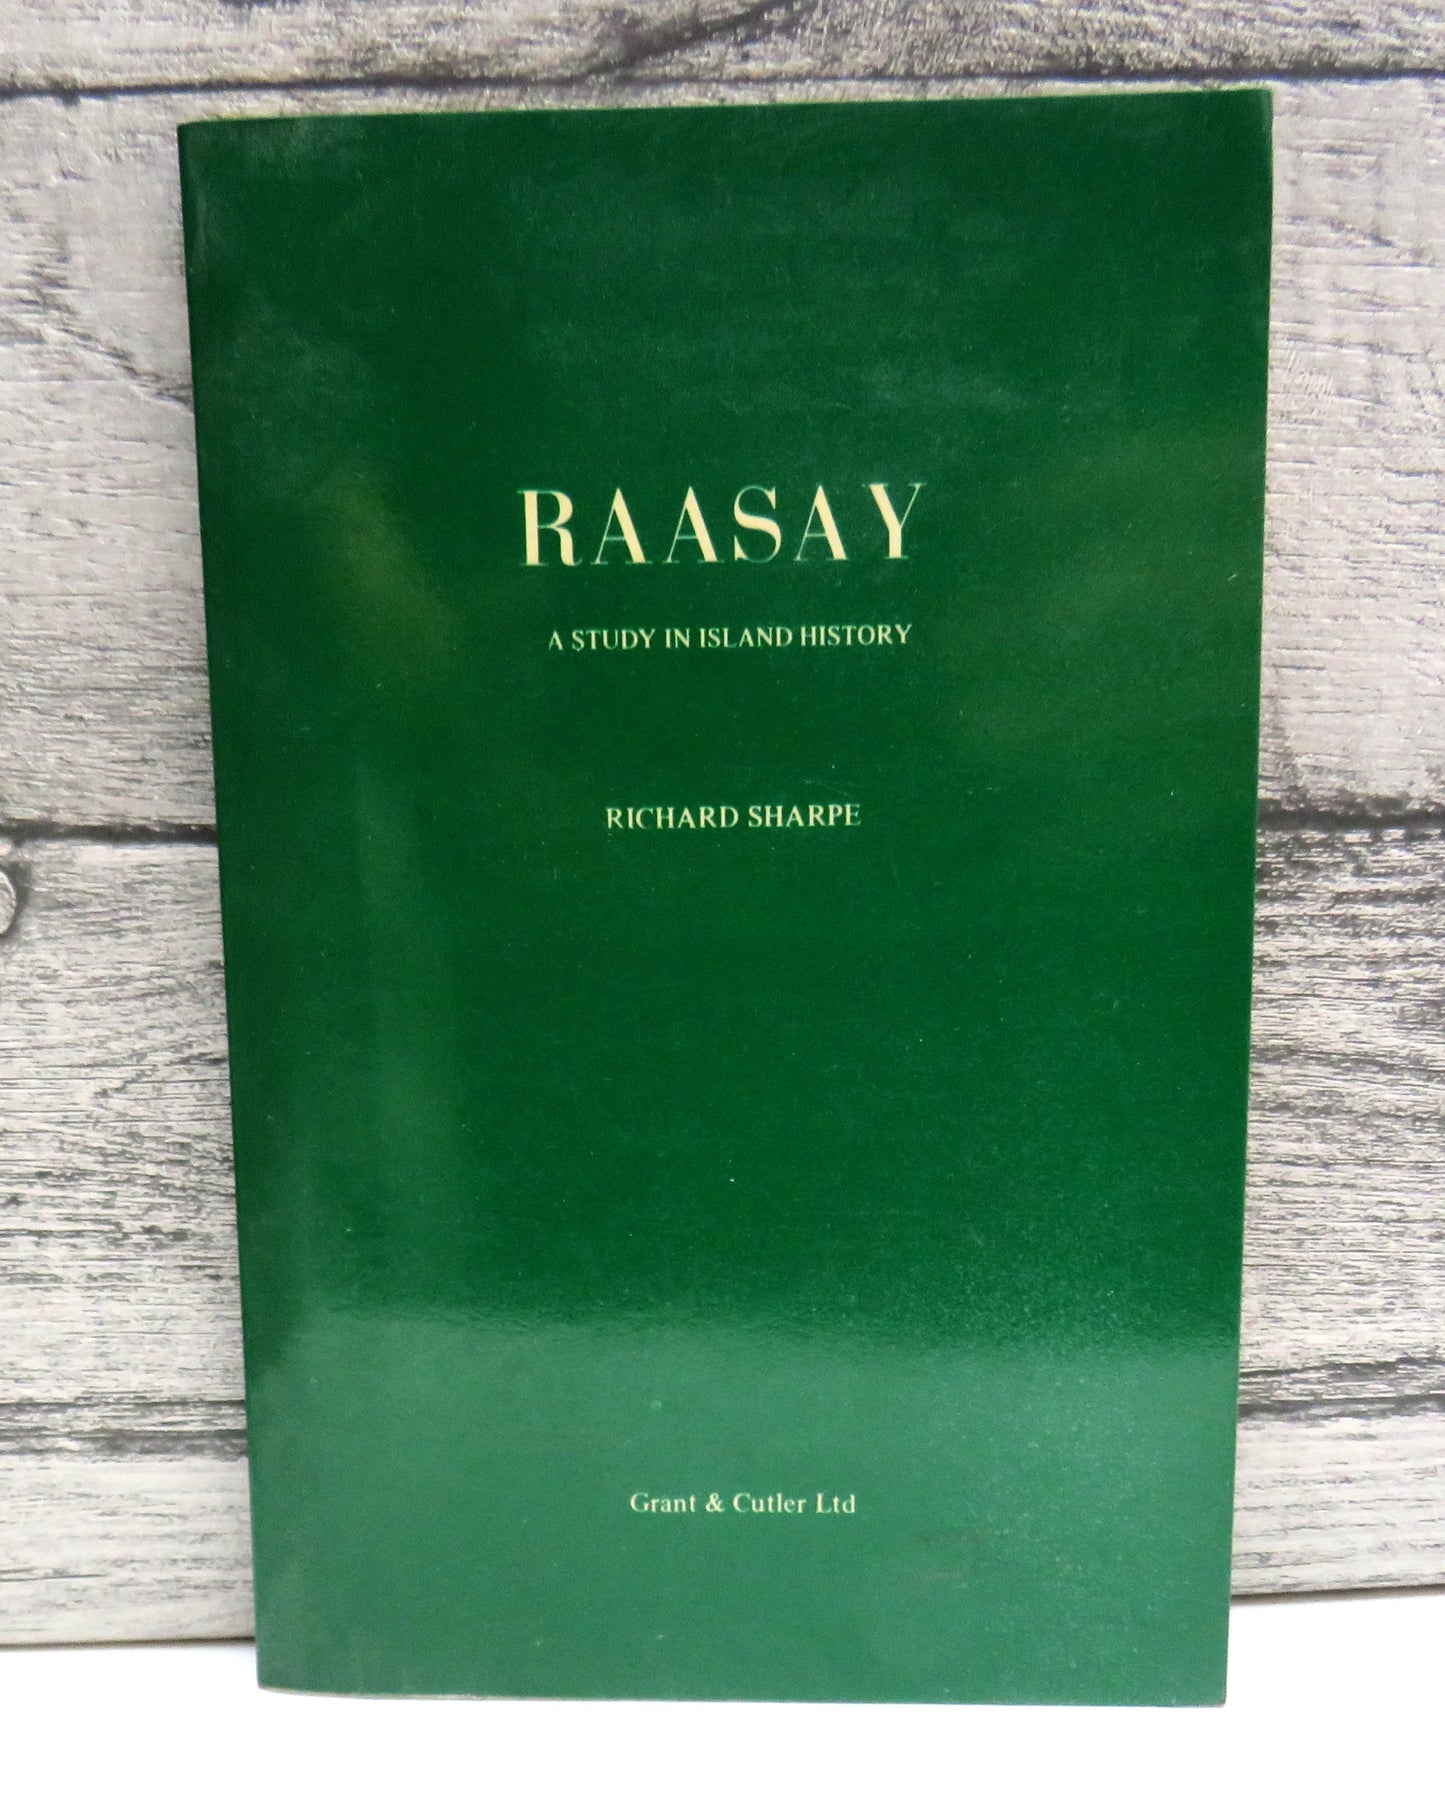 RAASAY
A STUDY IN ISLAND HISTORY
RICHARD SHARPE
Grant & Cutler Ltd